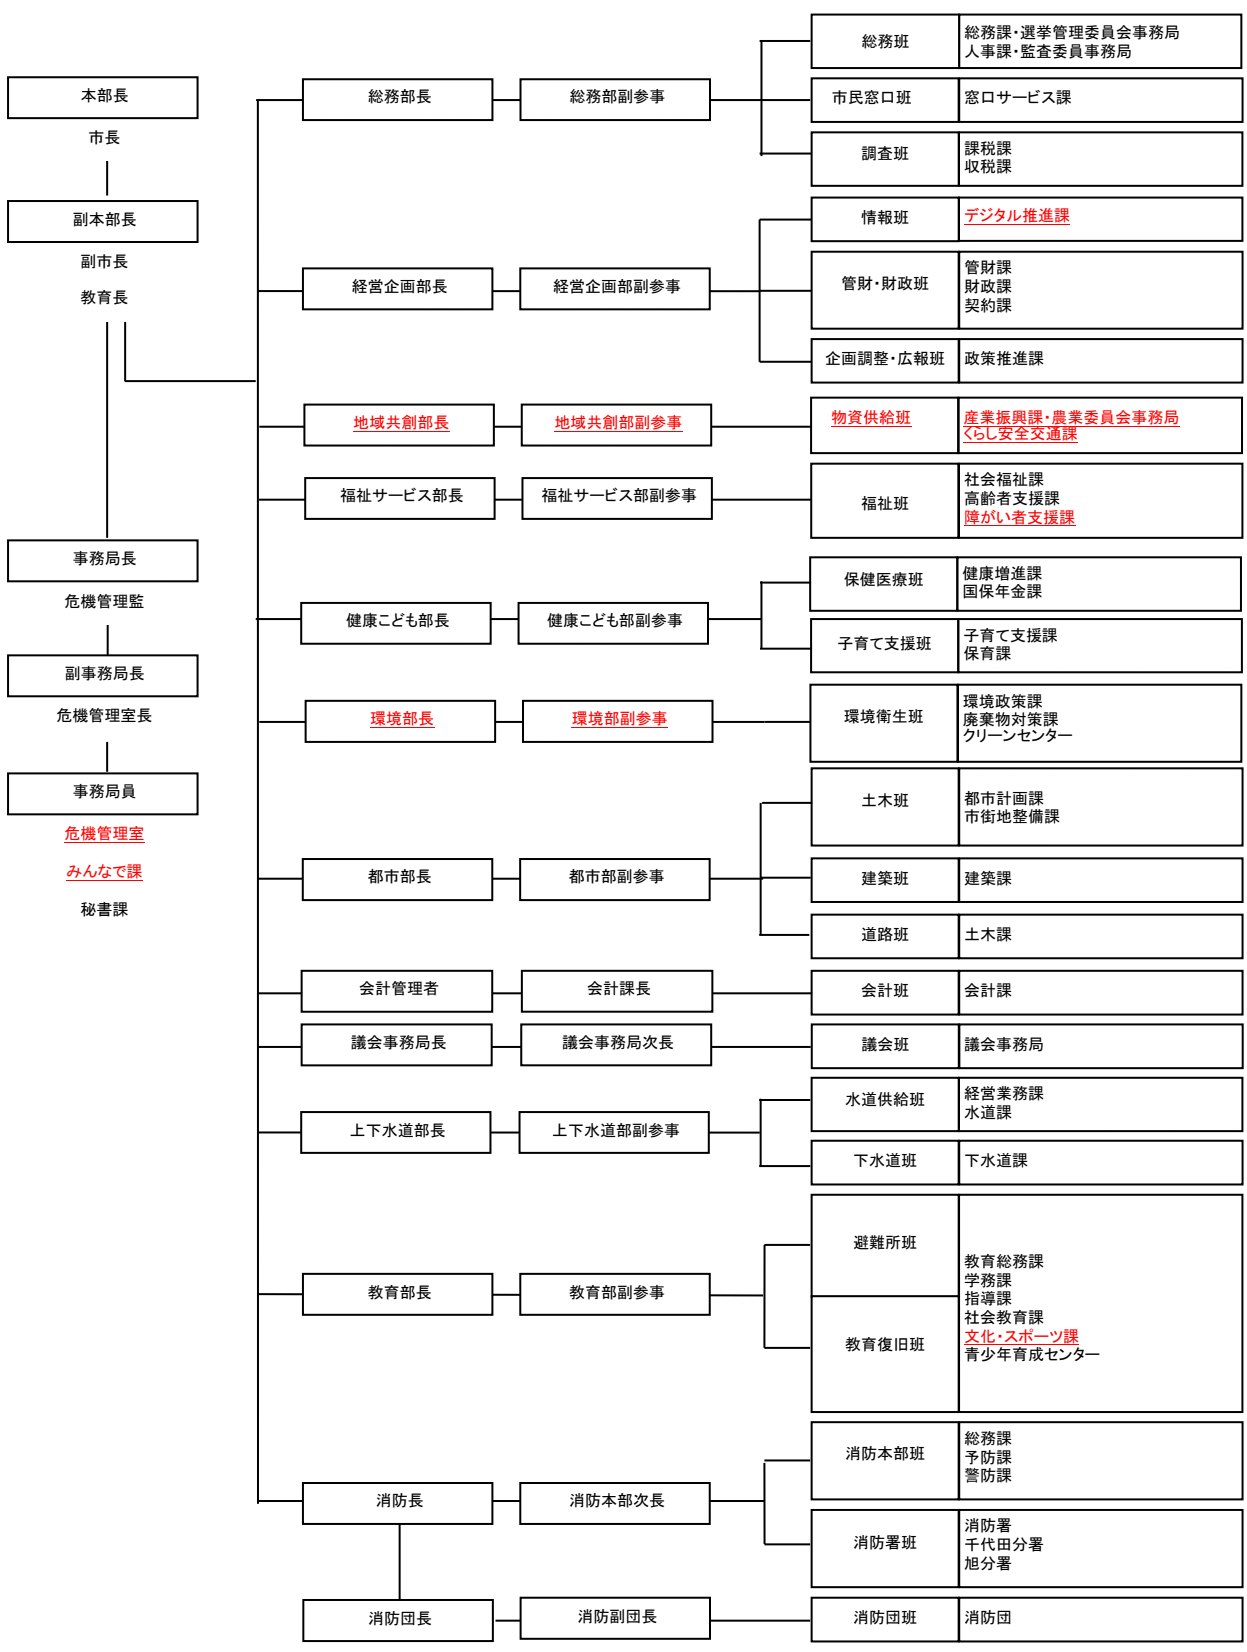 本部長
市長
副本部長
副市長
教育長
事務局長
危機管理監
副事務局長
危機管理室長
事務局員
危機管理室
みんなで課
秘書課
総務部長
総務部副参事
総務班
総務課・選挙管理委員会事務局
人事課・監査委員事務局
市民窓口班
窓口サービス課
調査班
課税課
収税課
経営企画部長
経営企画部副参事
情報班
デジタル推進課
管財・財政班
管財課
財政課
契約課
企画調整・広報班
政策推進課
地域共創部長
地域共創部副参事
物資供給班
産業振興課・農業委員会事務局
くらし安全交通課
福祉サービス部長
福祉サービス部副参事
福祉班
社会福祉課
高齢者支援課
障がい者支援課
健康こども部長
健康こども部副参事
保健医療班
健康増進課
国保年金課
子育て支援班
子育て支援課
保育課
環境部長
環境部副参事
環境衛生班
環境政策課
廃棄物対策課
クリーンセンター
都市部長
都市部副参事
土木班
都市計画課
市街地整備課
建築班
建築課
道路班
土木課
会計管理者
会計課長
会計班
会計課
議会事務局長
議会事務局次長
議会班
議会事務局
上下水道部長
上下水道部副参事
水道供給班
経営業務課
水道課
下水道班
下水道課
教育部長
教育部副参事
避難所班
教育復旧班
教育総務課
学務課
指導課
社会教育課
文化・スポーツ課
青少年育成センター
消防長
消防本部次長
消防本部班
総務課
予防課
警防課
消防署班
消防署
千代田分署
旭分署
消防団長
消防副団長
消防団班
消防団